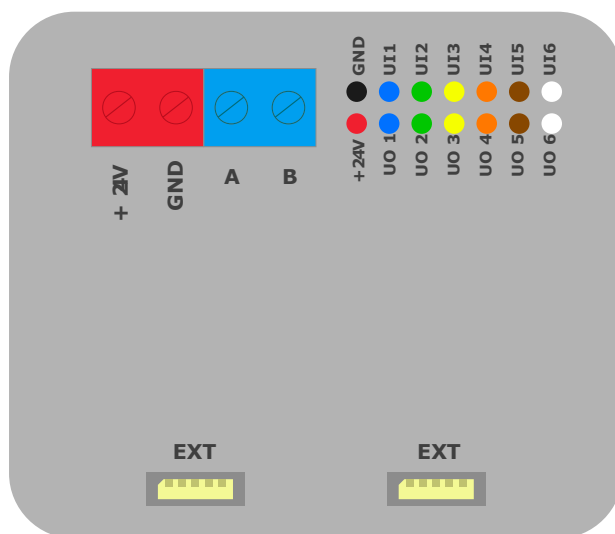 GND UI1 UI2 UI3 UI4 UI5 UI6
+24V UO 1 UO 2 UO 3 UO 4 UO 5 UO 6
+24V GND A B
EXT EXT